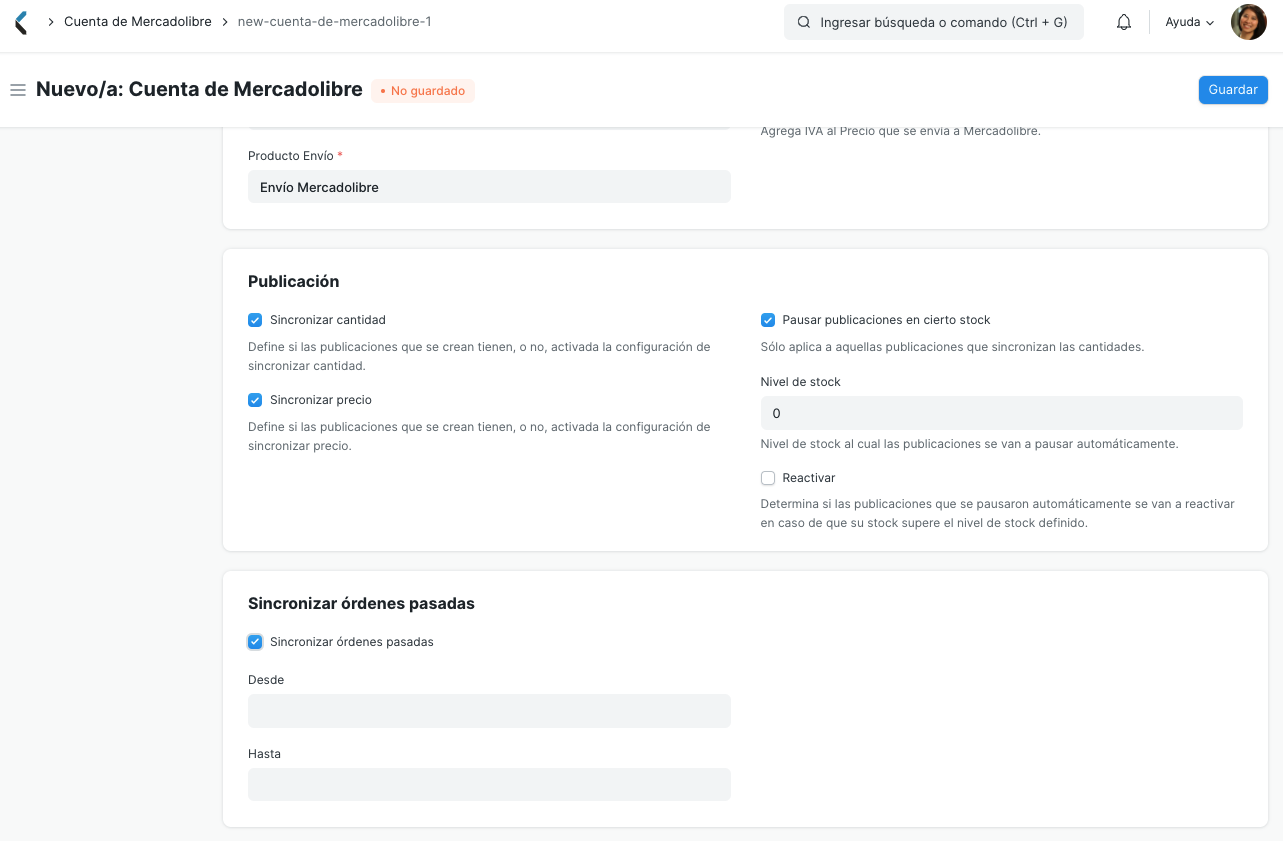 Cuenta de Mercadolibre
new-cuenta-de-mercadolibre-1
Ingresar búsqueda o comando (Ctrl + G)
Ayuda
Nuevo/a: Cuenta de Mercadolibre
• No guardado
Guardar
Agrega IVA al Precio que se envía a Mercadolibre.
Producto Envío *
Envío Mercadolibre
Publicación
Sincronizar cantidad
Define si las publicaciones que se crean tienen, o no, activada la configuración de
sincronizar cantidad.
Sincronizar precio
Define si las publicaciones que se crean tienen, o no, activada la configuración de
sincronizar precio.
Pausar publicaciones en cierto stock
Sólo aplica a aquellas publicaciones que sincronizan las cantidades.
Nivel de stock
0
Nivel de stock al cual las publicaciones se van a pausar automáticamente.
Reactivar
Determina si las publicaciones que se pausaron automáticamente se van a reactivar
en caso de que su stock supere el nivel de stock definido.
Sincronizar órdenes pasadas
Sincronizar órdenes pasadas
Desde
Hasta